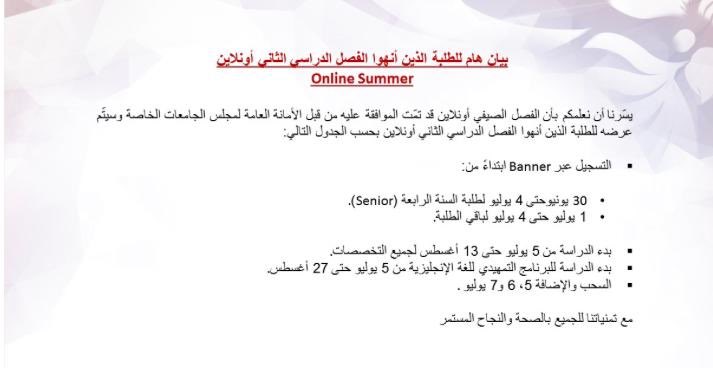 بيان هام للطلبة الذين أنهوا الفصل الدراسي الثاني أونلاين
Online Summer
يسّرنا أن نعلمكم بأن الفصل الصيفي أونلاين قد تمّت الموافقة عليه من قبل الأمانة العامة لمجلس الجامعات الخاصة وسيتّم
عرضه للطلبة الذين أنهوا الفصل الدراسي الثاني أونلاين بحسب الجدول التالي:
▪ التسجيل عبر Banner ابتداءً من:
• 30 يونيوحتى 4 يوليو لطلبة السنة الرابعة (Senior).
• 1 يوليو حتى 4 يوليو لباقي الطلبة.
▪ بدء الدراسة من 5 يوليو حتى 13 أغسطس لجميع التخصصات.
▪ بدء الدراسة للبرنامج التمهيدي للغة الإنجليزية من 5 يوليو حتى 27 أغسطس.
▪ السحب والإضافة 5، 6 و7 يوليو .
مع تمنياتنا للجميع بالصحة والنجاح المستمر